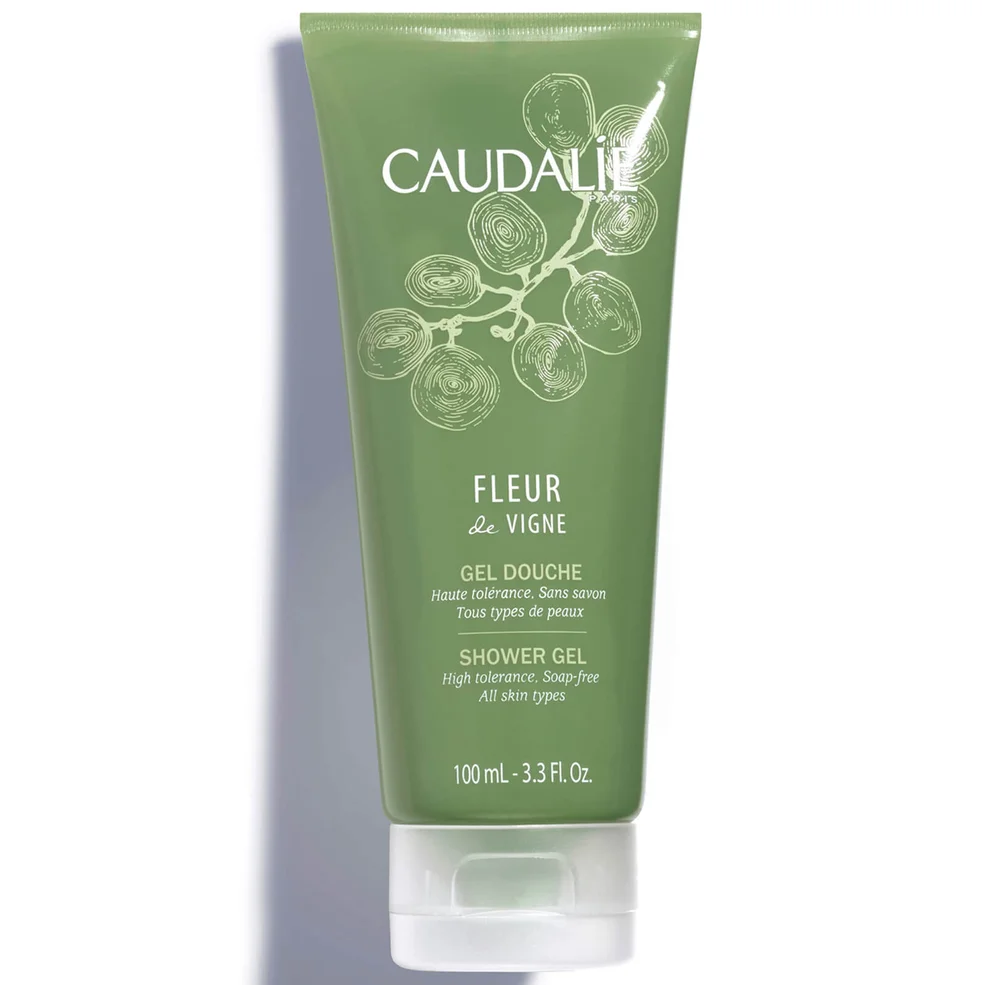 CAUDALÍE
PARIS
FLEUR
de VIGNE
GEL DOUCHE
Haute tolérance, Sans savon
Tous types de peaux
SHOWER GEL
High tolerance, Soap-free
All skin types
100 mL - 3.3 Fl. Oz.